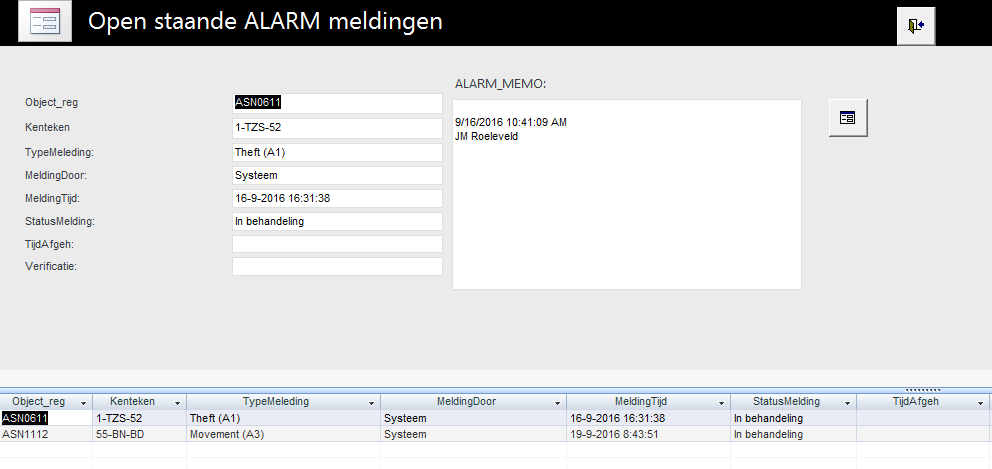 Open staande ALARM meldingen
ALARM_MEMO:
Object_reg ASN0611
Kenteken 1-TZS-52
TypeMeleding: Theft (A1)
MeldingDoor: Systeem
MeldingTijd: 16-9-2016 16:31:38
StatusMelding: In behandeling
TijdAfgeh:
Verificatie:
9/16/2016 10:41:09 AM
JM Roeleveld
Object_reg Kenteken TypeMeleding MeldingDoor MeldingTijd StatusMelding TijdAfgeh
ASN0611 1-TZS-52 Theft (A1) Systeem 16-9-2016 16:31:38 In behandeling
ASN1112 55-BN-BD Movement (A3) Systeem 19-9-2016 8:43:51 In behandeling